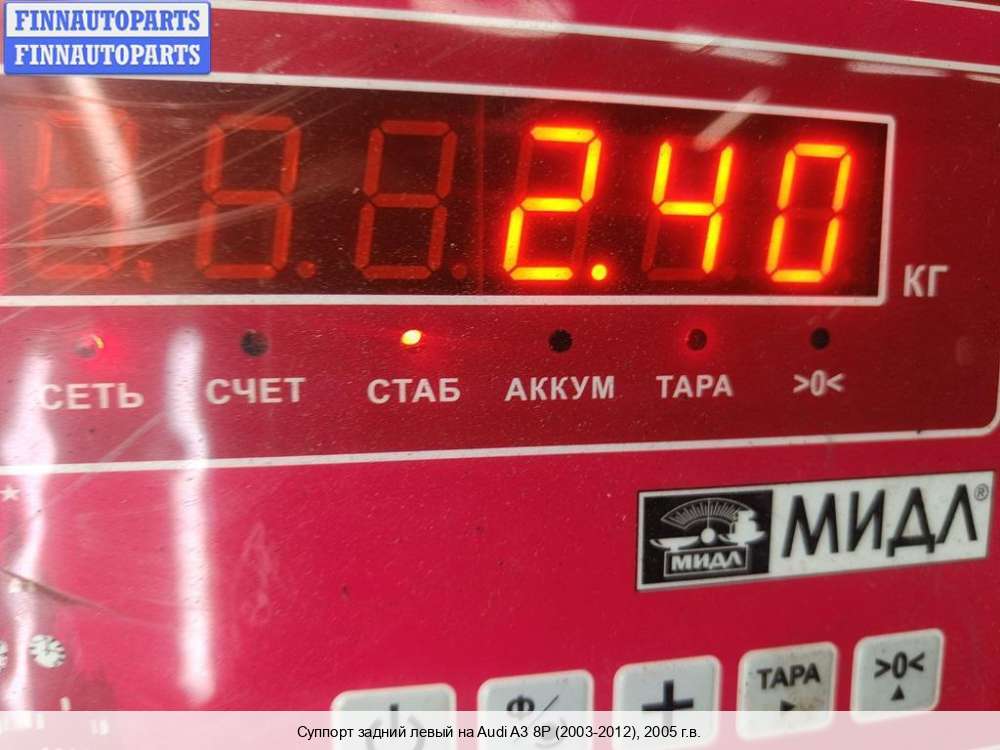 FINNAUTOPARTS
FINNAUTOPARTS
2.40
КГ
СЕТЬ СЧЕТ СТАБ АККУМ ТАРА >0<
МИДЛ МИДЛ®
ТАРА >0<
Ф
+
Суппорт задний левый на Audi A3 8P (2003-2012), 2005 г.в.